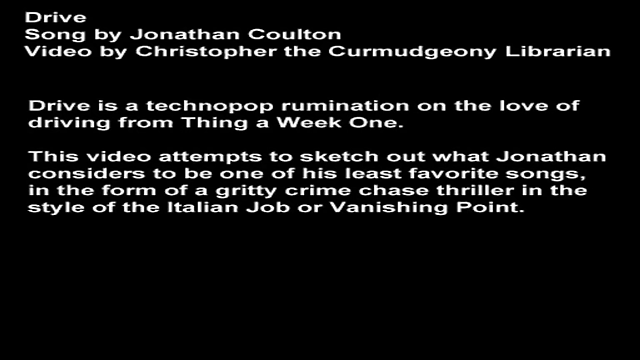 Drive
Song by Jonathan Coulton
Video by Christopher the Curmudgeony Librarian
Drive is a technopop rumination on the love of
driving from Thing a Week One.
This video attempts to sketch out what Jonathan
considers to be one of his least favorite songs,
in the form of a gritty crime chase thriller in the
style of the Italian Job or Vanishing Point.